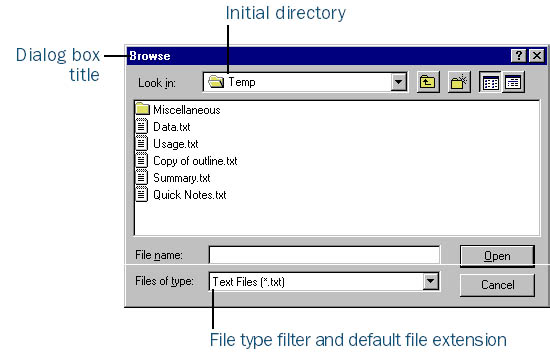 Initial directory
Dialog box
title
Browse
Look in:
Temp
Miscellaneous
Data.txt
Usage.txt
Copy of outline.txt
Summary.txt
Quick Notes.txt
File name:
Open
Files of type:
Text Files (*.txt)
Cancel
File type filter and default file extension